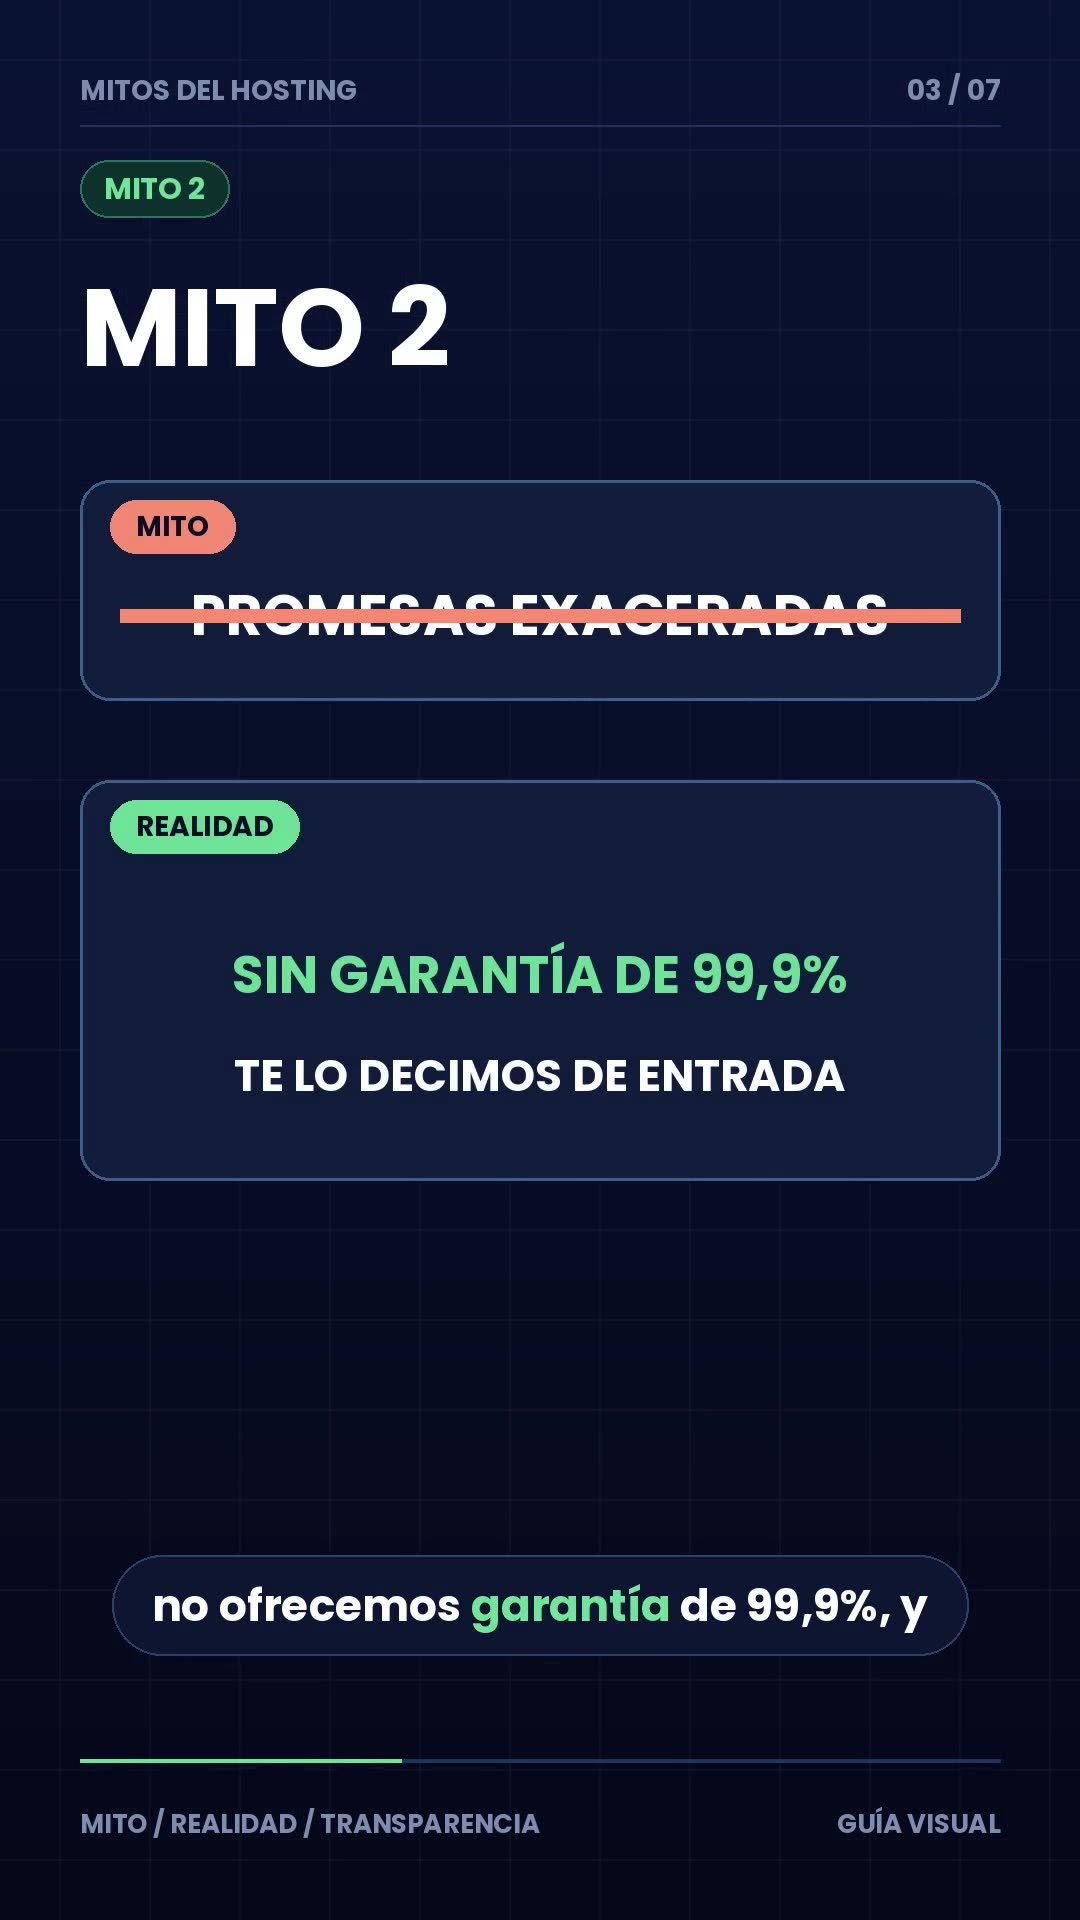 MITOS DEL HOSTING
03 / 07
MITO 2
MITO 2
MITO
PROMESAS EXAGERADAS
REALIDAD
SIN GARANTÍA DE 99,9%
TE LO DECIMOS DE ENTRADA
no ofrecemos garantía de 99,9%, y
MITO / REALIDAD / TRANSPARENCIA
GUÍA VISUAL